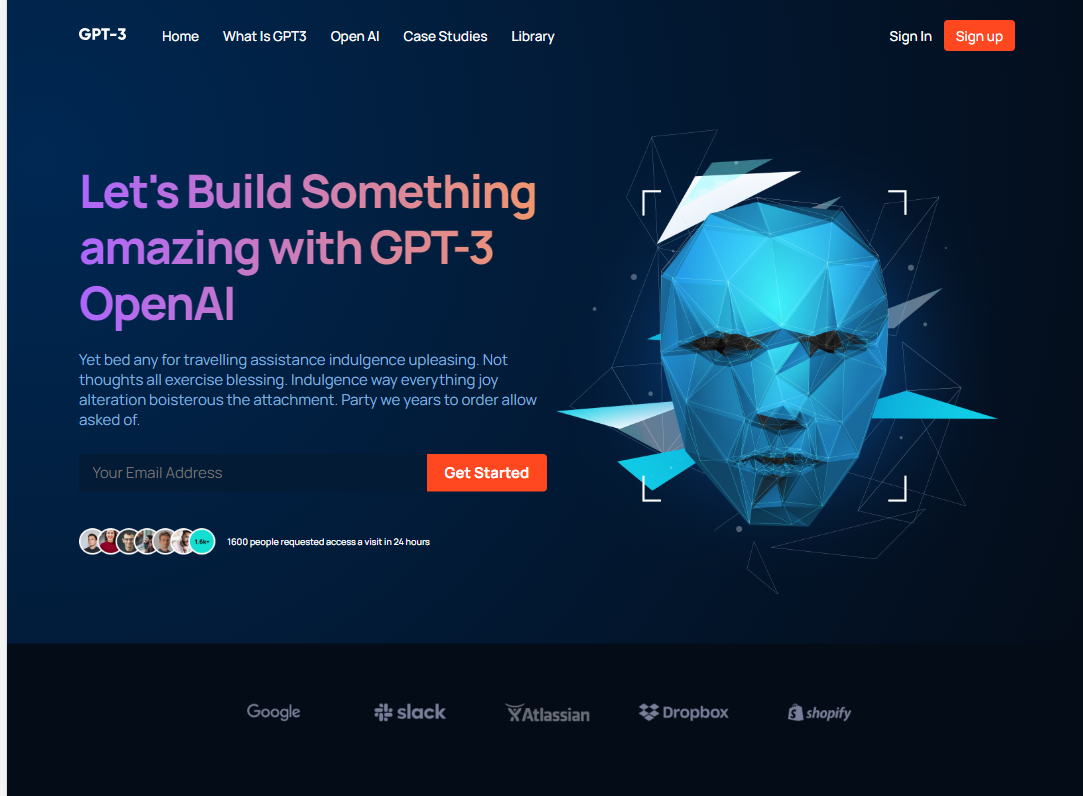 GPT-3 Home What Is GPT3 Open AI Case Studies Library Sign In Sign up
Let's Build Something
amazing with GPT-3
OpenAI
Yet bed any for travelling assistance indulgence upleasing. Not
thoughts all exercise blessing. Indulgence way everything joy
alteration boisterous the attachment. Party we years to order allow
asked of.
Your Email Address Get Started
1.6k+ 1600 people requested access a visit in 24 hours
Google slack Atlassian Dropbox shopify